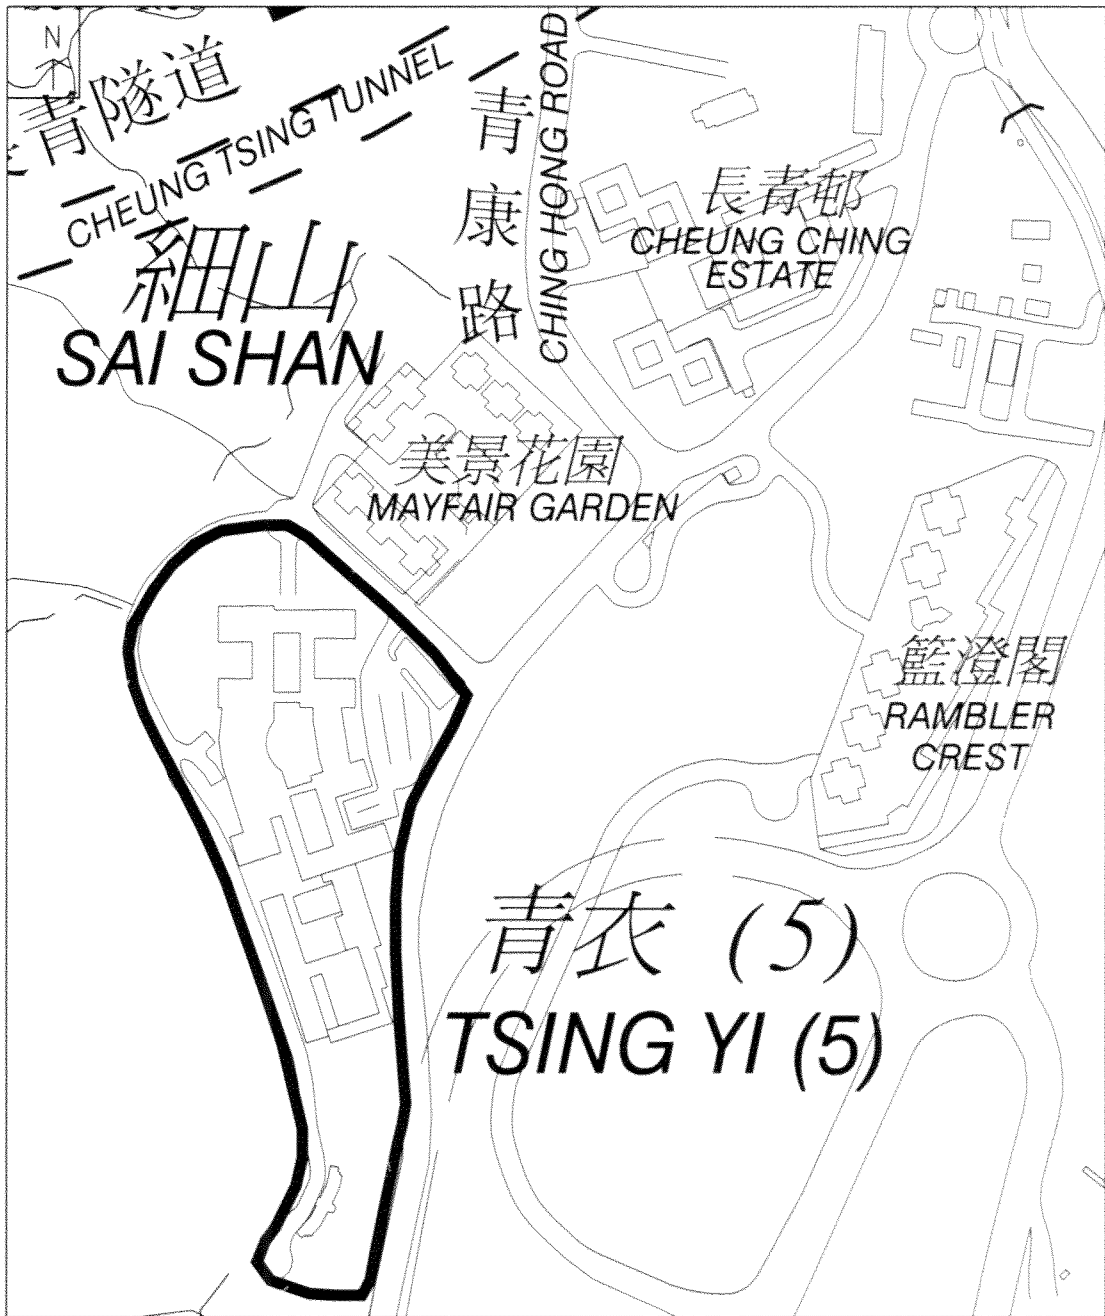 N
青隧道
CHEUNG TSING TUNNEL
青康路
CHING HONG ROAD
長青邨
CHEUNG CHING
ESTATE
細山
SAI SHAN
美景花園
MAYFAIR GARDEN
籃澄閣
RAMBLER
CREST
青衣 (5)
TSING YI (5)